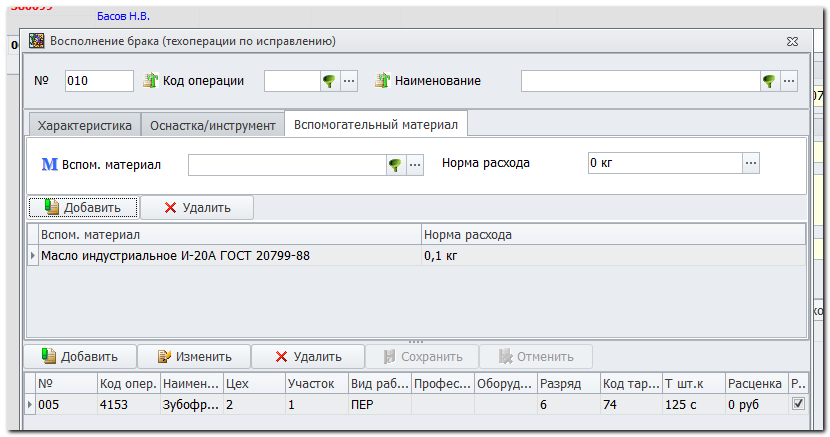 Басов Н.В.
Восполнение брака (техоперации по исправлению)
№ 010 Код операции ... Наименование ...
Характеристика Оснастка/инструмент Вспомогательный материал
M Вспом. материал ... Норма расхода 0 кг ...
Добавить Удалить
Вспом. материал Норма расхода
Масло индустриальное И-20А ГОСТ 20799-88 0,1 кг
Добавить Изменить Удалить Сохранить Отменить
№ Код опер. Наимен... Цех Участок Вид раб... Професс... Оборуд... Разряд Код тар... Т шт.к Расценка Р..
005 4153 Зубофр... 2 1 ПЕР 6 74 125 с 0 руб